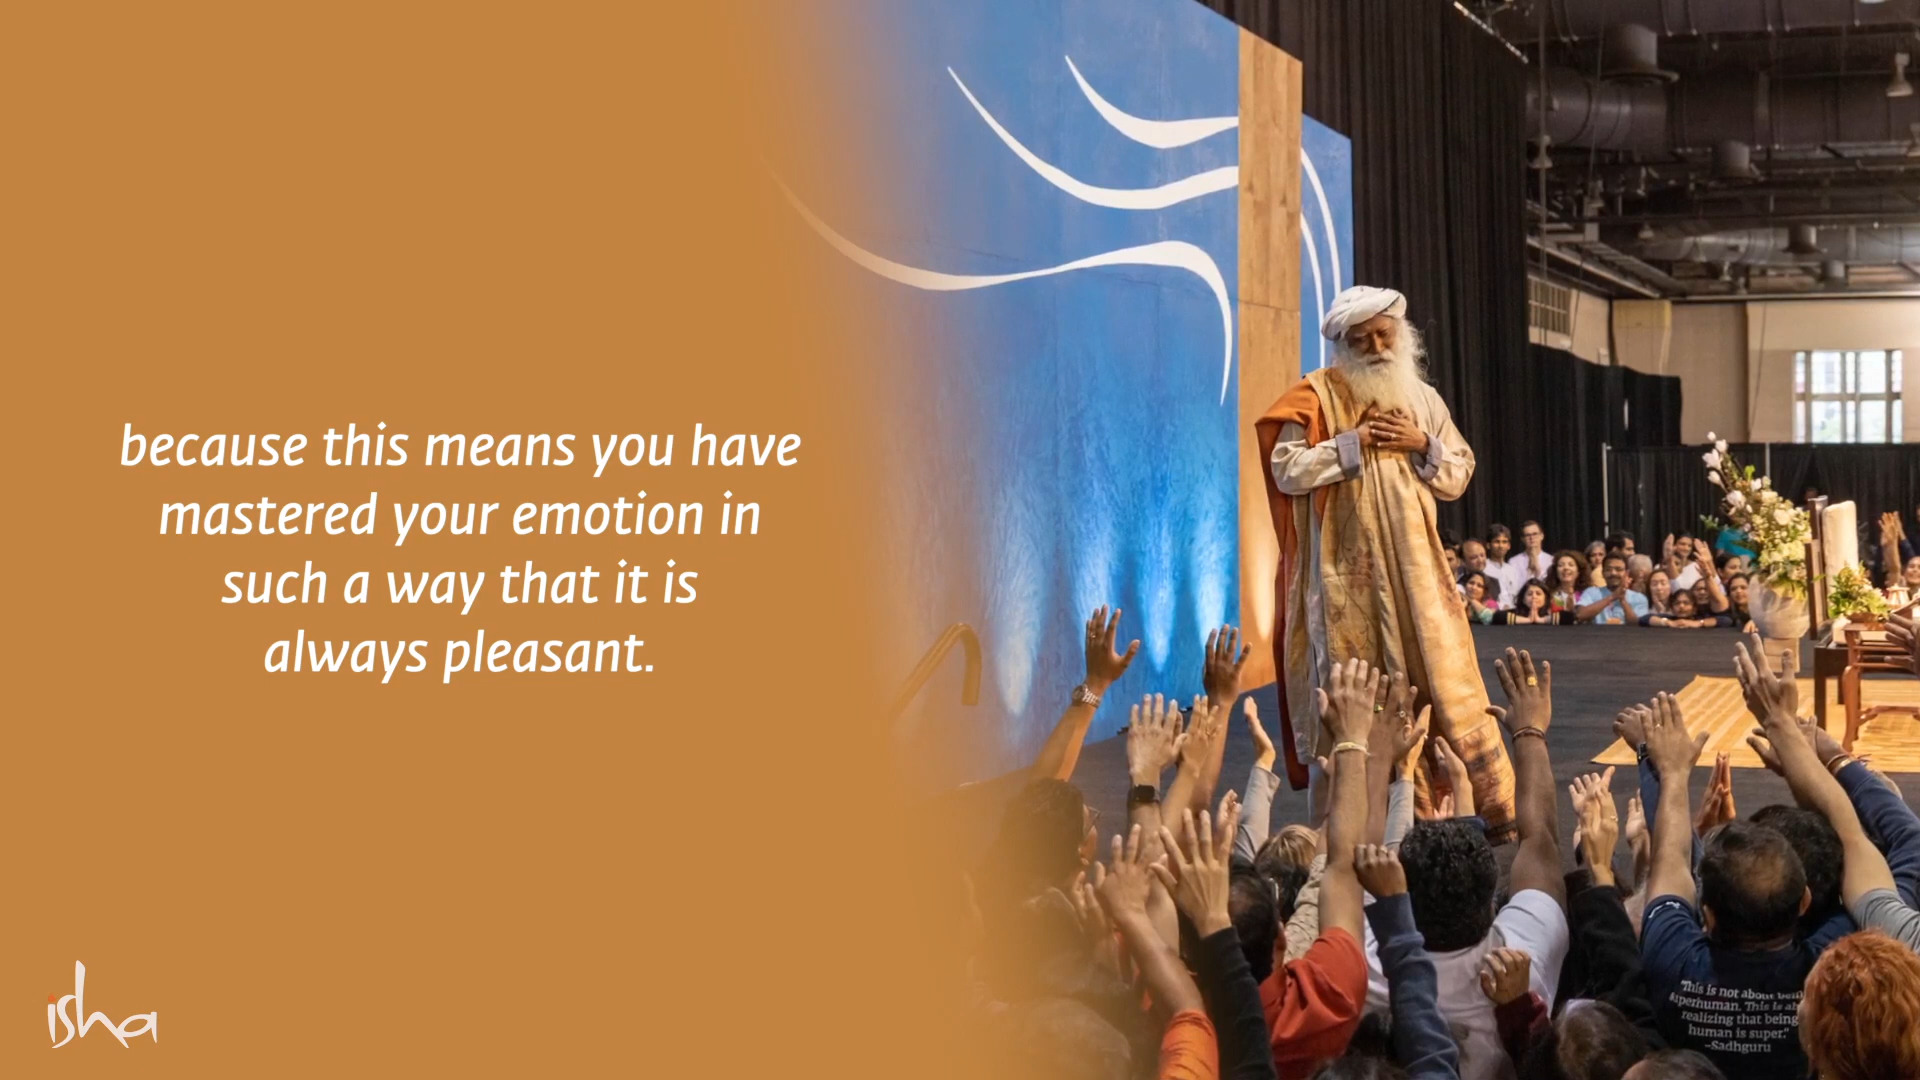 because this means you have
mastered your emotion in
such a way that it is
always pleasant.
isha
"This is not about
superhuman. This is
realizing that being
human is super."
–Sadhguru